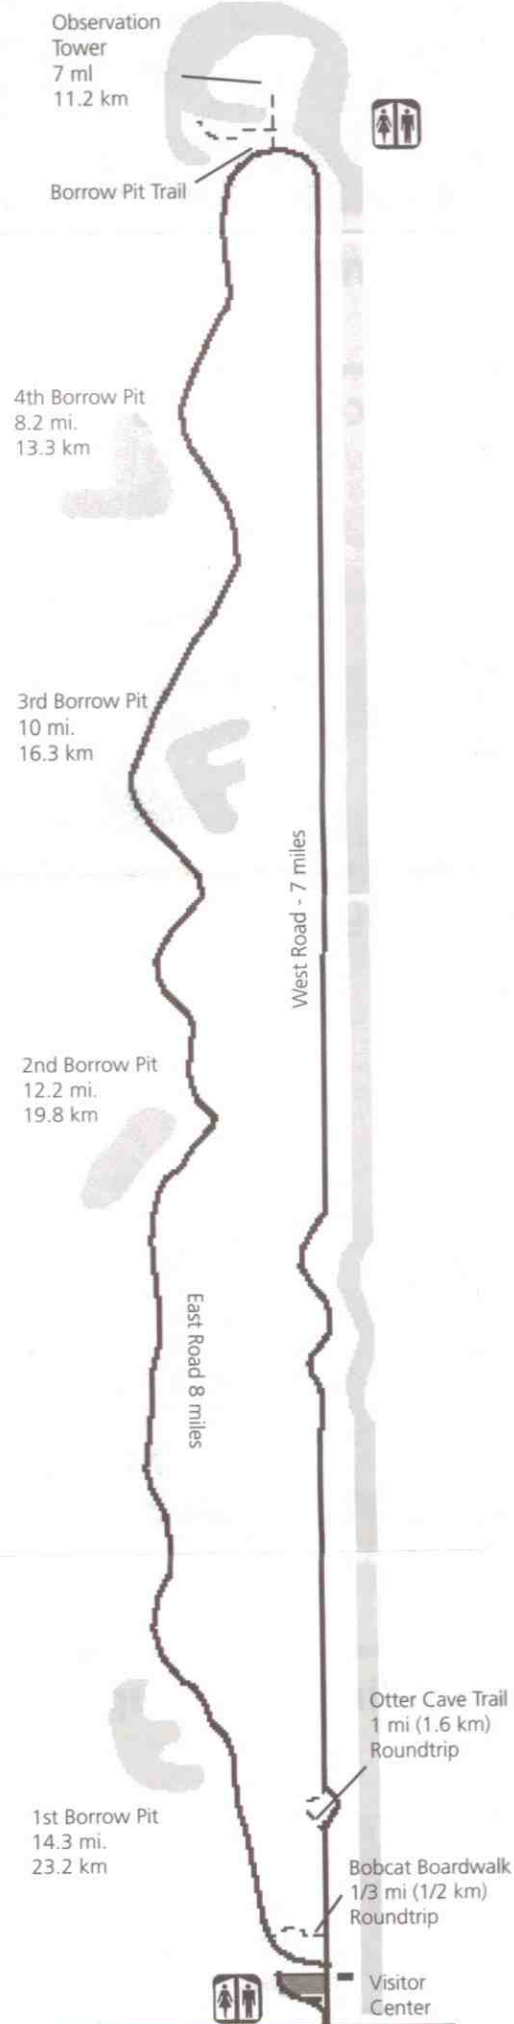 Observation
Tower
7 ml
11.2 km
Borrow Pit Trail
4th Borrow Pit
8.2 mi.
13.3 km
3rd Borrow Pit
10 mi.
16.3 km
West Road - 7 miles
2nd Borrow Pit
12.2 mi.
19.8 km
East Road 8 miles
Otter Cave Trail
1 mi (1.6 km)
Roundtrip
1st Borrow Pit
14.3 mi.
23.2 km
Bobcat Boardwalk
1/3 mi (1/2 km)
Roundtrip
Visitor
Center